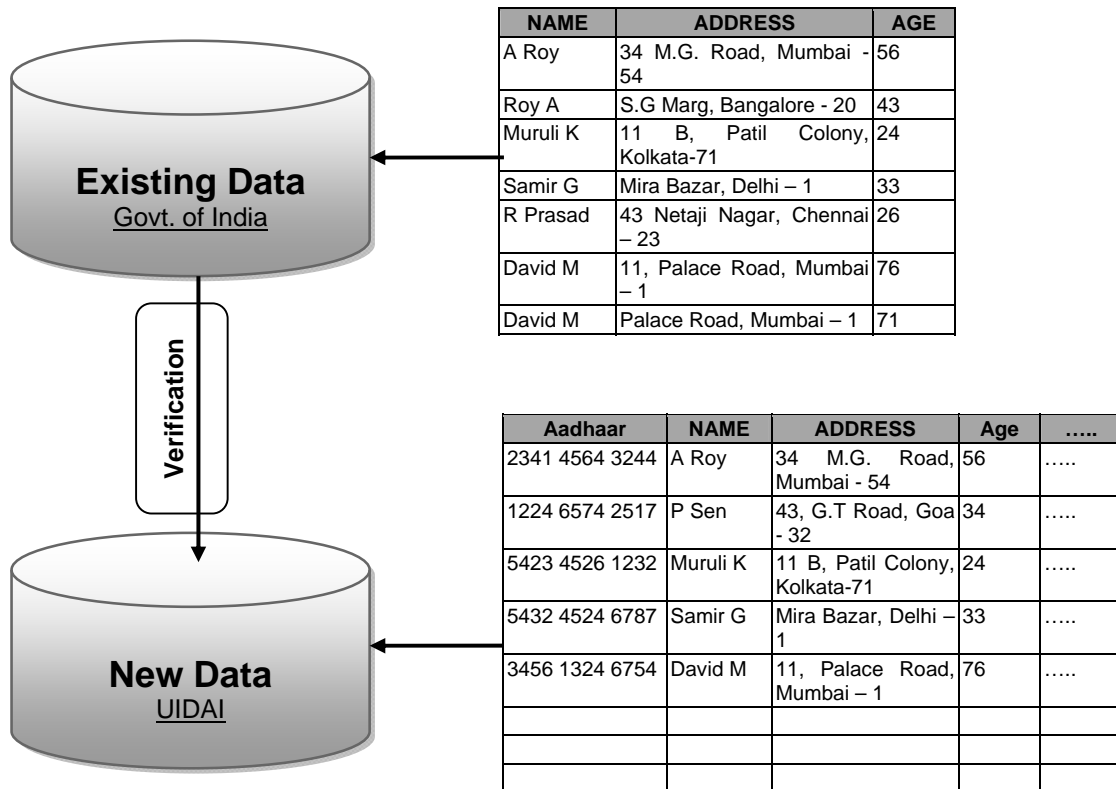 NAME ADDRESS AGE
A Roy 34 M.G. Road, Mumbai - 56
54
Roy A S.G Marg, Bangalore - 20 43
Muruli K 11 B, Patil Colony, 24
Kolkata-71
Samir G Mira Bazar, Delhi – 1 33
R Prasad 43 Netaji Nagar, Chennai 26
– 23
David M 11, Palace Road, Mumbai 76
– 1
David M Palace Road, Mumbai – 1 71
Existing Data
Govt. of India
Verification
New Data
UIDAI
Aadhaar NAME ADDRESS Age …..
2341 4564 3244 A Roy 34 M.G. Road, 56 …..
Mumbai - 54
1224 6574 2517 P Sen 43, G.T Road, Goa 34 …..
- 32
5423 4526 1232 Muruli K 11 B, Patil Colony, 24 …..
Kolkata-71
5432 4524 6787 Samir G Mira Bazar, Delhi – 33 …..
1
3456 1324 6754 David M 11, Palace Road, 76 …..
Mumbai – 1